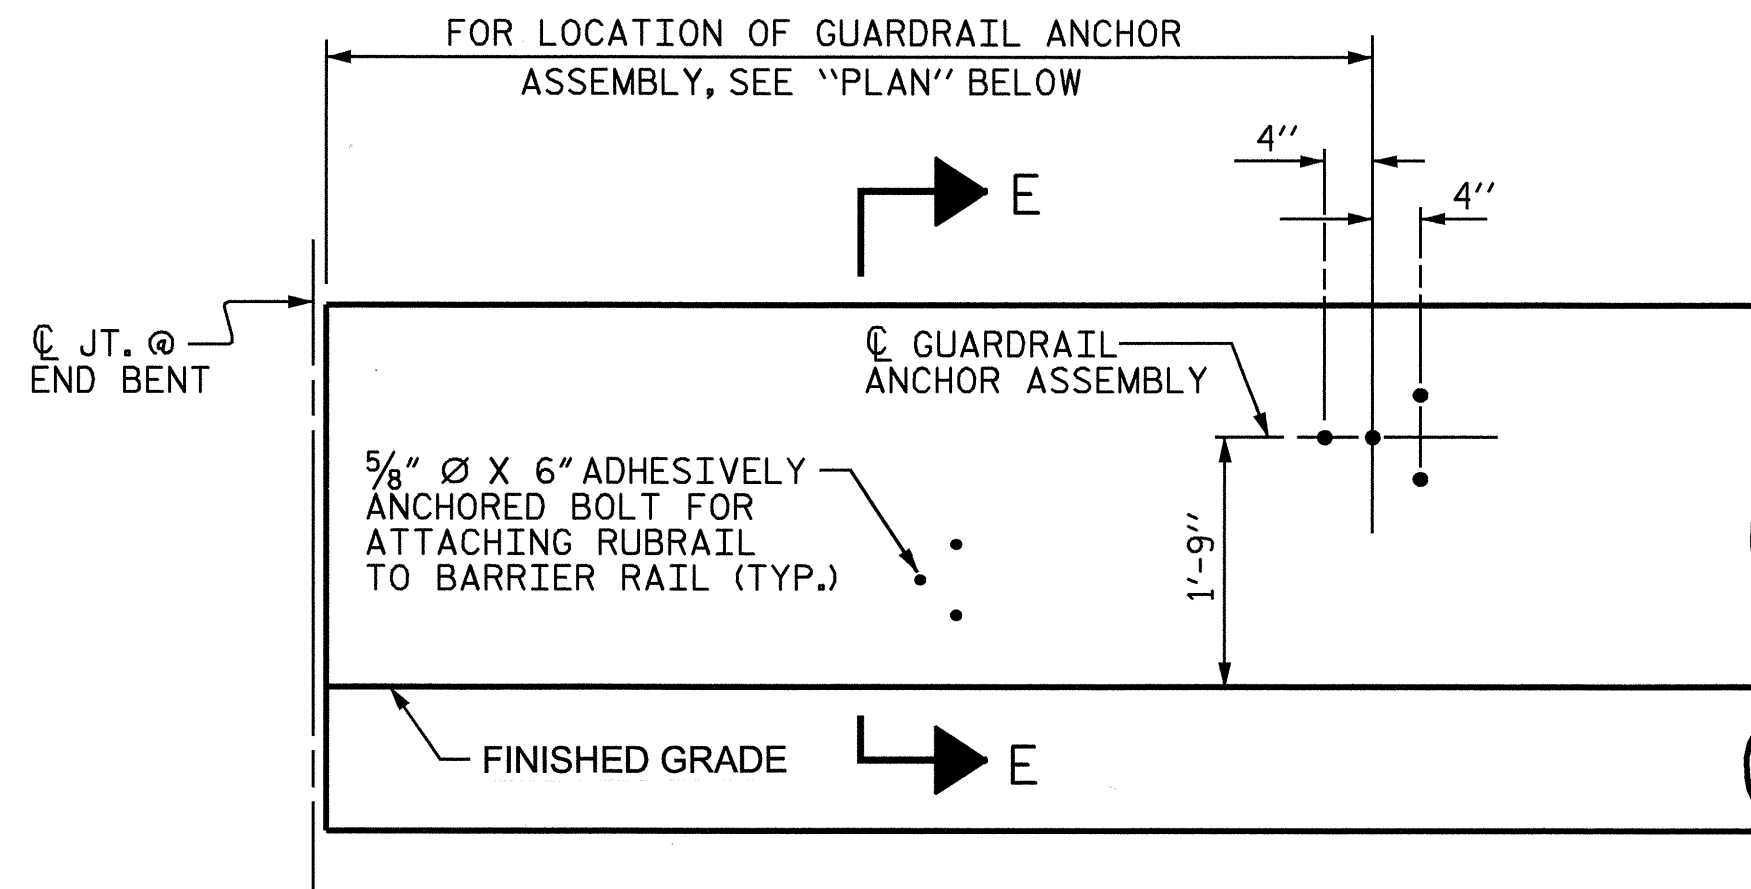 FOR LOCATION OF GUARDRAIL ANCHOR
ASSEMBLY, SEE "PLAN" BELOW
4"
4"
E
℄ JT. @
END BENT
℄ GUARDRAIL
ANCHOR ASSEMBLY
5/8" Ø X 6" ADHESIVELY
ANCHORED BOLT FOR
ATTACHING RUBRAIL
TO BARRIER RAIL (TYP.)
1'-9"
FINISHED GRADE
E